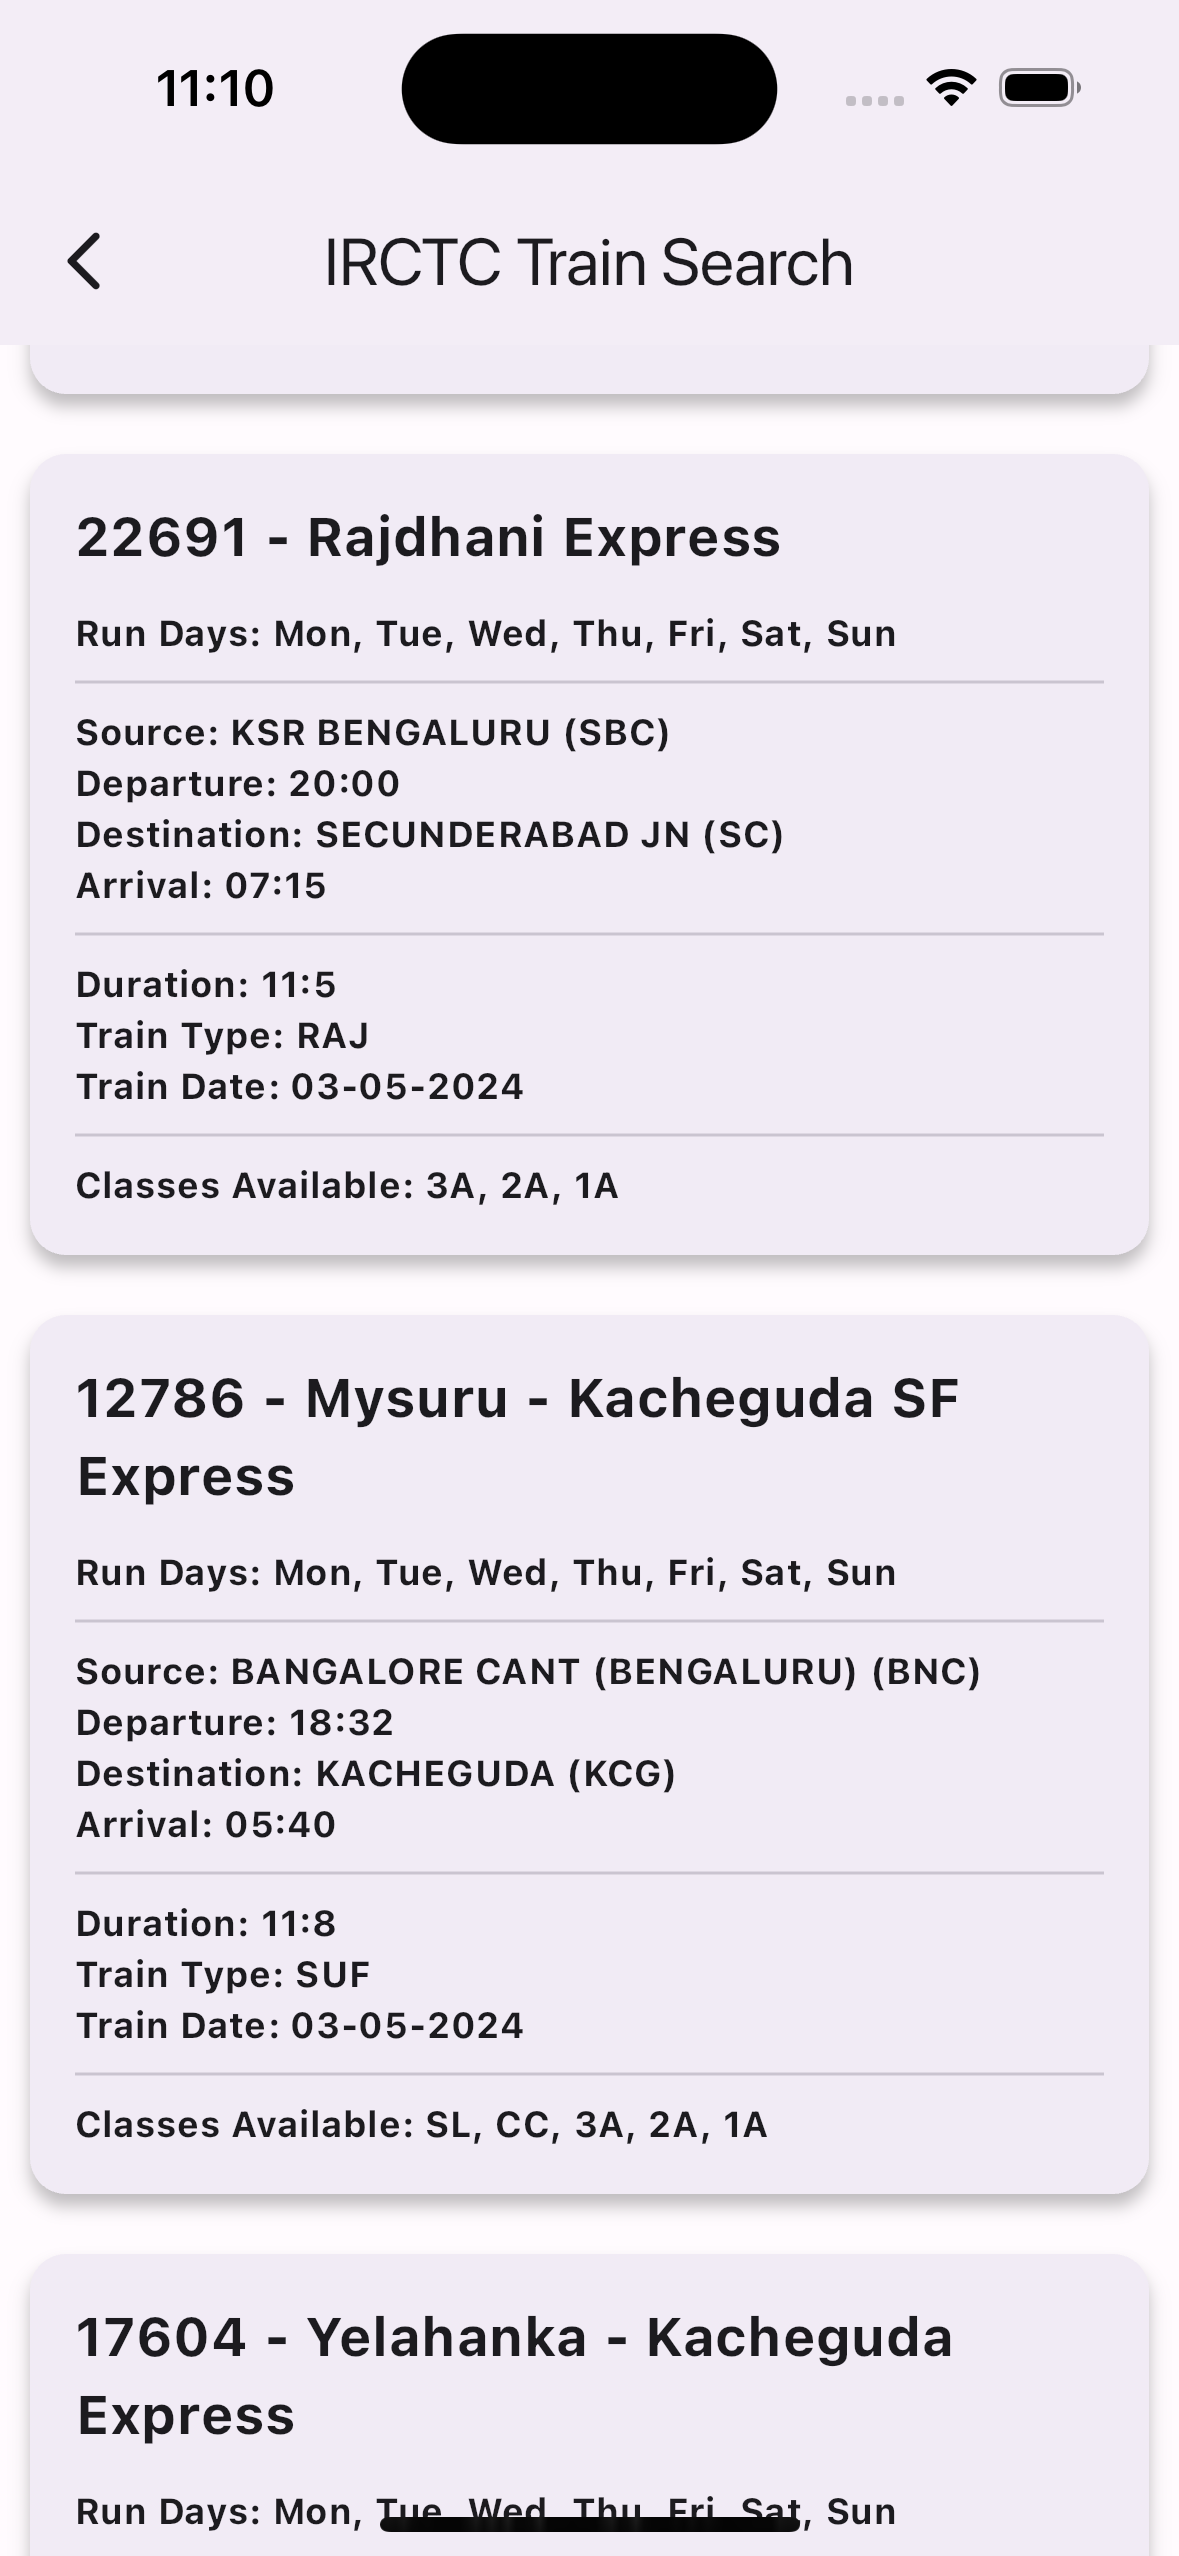 11:10
IRCTC Train Search
22691 - Rajdhani Express
Run Days: Mon, Tue, Wed, Thu, Fri, Sat, Sun
Source: KSR BENGALURU (SBC)
Departure: 20:00
Destination: SECUNDERABAD JN (SC)
Arrival: 07:15
Duration: 11:5
Train Type: RAJ
Train Date: 03-05-2024
Classes Available: 3A, 2A, 1A
12786 - Mysuru - Kacheguda SF
Express
Run Days: Mon, Tue, Wed, Thu, Fri, Sat, Sun
Source: BANGALORE CANT (BENGALURU) (BNC)
Departure: 18:32
Destination: KACHEGUDA (KCG)
Arrival: 05:40
Duration: 11:8
Train Type: SUF
Train Date: 03-05-2024
Classes Available: SL, CC, 3A, 2A, 1A
17604 - Yelahanka - Kacheguda
Express
Run Days: Mon, Tue, Wed, Thu, Fri, Sat, Sun